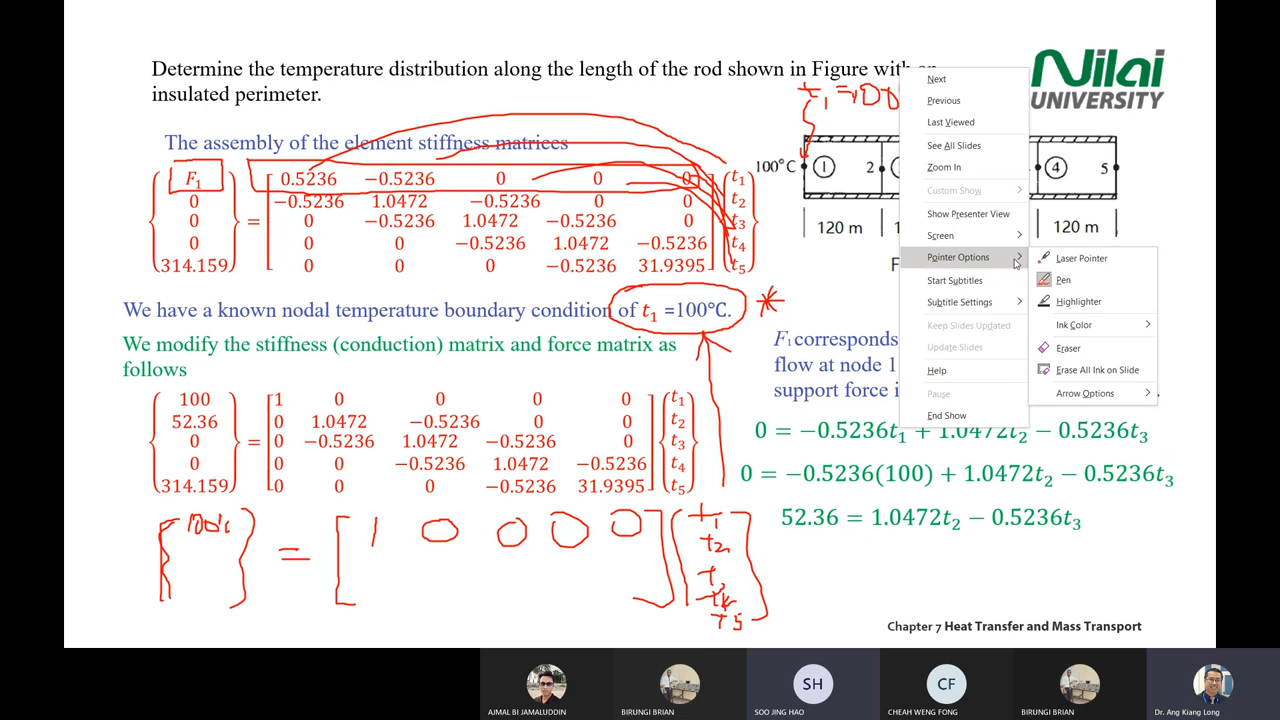 Determine the temperature distribution along the length of the rod shown in Figure with
insulated perimeter.
Nilai
UNIVERSITY
The assembly of the element stiffness matrices
F1 0.5236 −0.5236 0 0 0 t1
0 −0.5236 1.0472 −0.5236 0 0 t2
0 = 0 −0.5236 1.0472 −0.5236 0 t3
0 0 0 −0.5236 1.0472 −0.5236 t4
314.159 0 0 0 −0.5236 31.9395 t5
We have a known nodal temperature boundary condition of t1 =100°C.
We modify the stiffness (conduction) matrix and force matrix as
follows
100 1 0 0 0 0 t1
52.36 0 1.0472 −0.5236 0 0 t2
0 = 0 −0.5236 1.0472 −0.5236 0 t3
0 0 0 −0.5236 1.0472 −0.5236 t4
314.159 0 0 0 −0.5236 31.9395 t5
= 1 0 0 0 0 t1
t2
t5
100°C 1 2 4 5
120 m 120 m
F1 corresponds
flow at node 1
support force i
0 = −0.5236t1 + 1.0472t2 − 0.5236t3
0 = −0.5236(100) + 1.0472t2 − 0.5236t3
52.36 = 1.0472t2 − 0.5236t3
Next
Previous
Last Viewed
See All Slides
Zoom In
Custom Show
Show Presenter View
Screen
Pointer Options
Start Subtitles
Subtitle Settings
Keep Slides Updated
Update Slides
Help
Pause
End Show
Laser Pointer
Pen
Highlighter
Ink Color
Eraser
Erase All Ink on Slide
Arrow Options
Chapter 7 Heat Transfer and Mass Transport
SH CF
AJMAL BI JAMALUDDIN BIRUNGI BRIAN SOO JING HAO CHEAH WENG FONG BIRUNGI BRIAN Dr. Ang Kiang Long